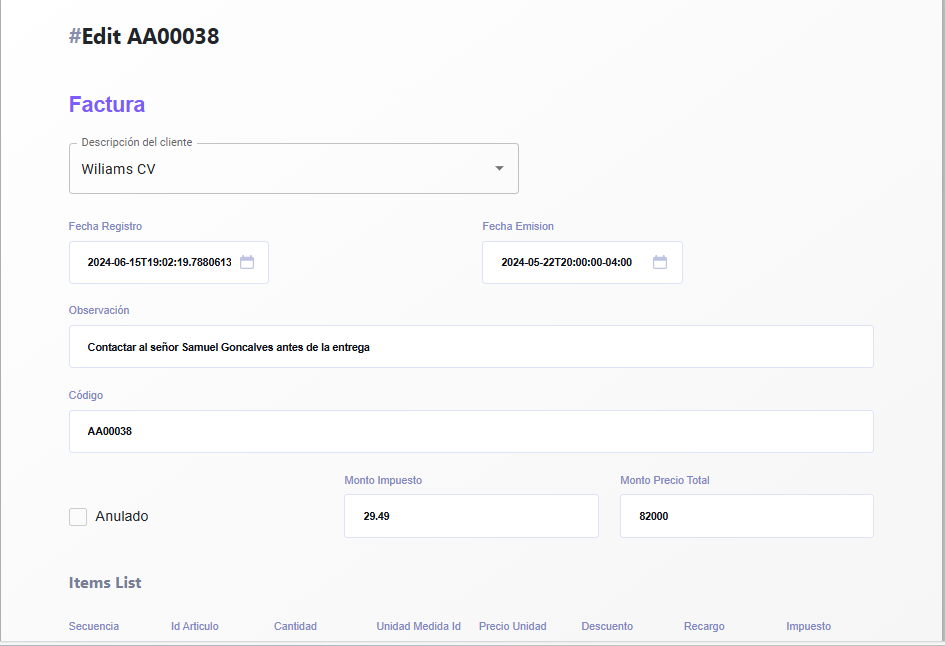 #Edit AA00038
Factura
Descripción del cliente
Wiliams CV
Fecha Registro Fecha Emision
2024-06-15T19:02:19.7880613 2024-05-22T20:00:00-04:00
Observación
Contactar al señor Samuel Goncalves antes de la entrega
Código
AA00038
Monto Impuesto Monto Precio Total
Anulado 29.49 82000
Items List
Secuencia Id Articulo Cantidad Unidad Medida Id Precio Unidad Descuento Recargo Impuesto